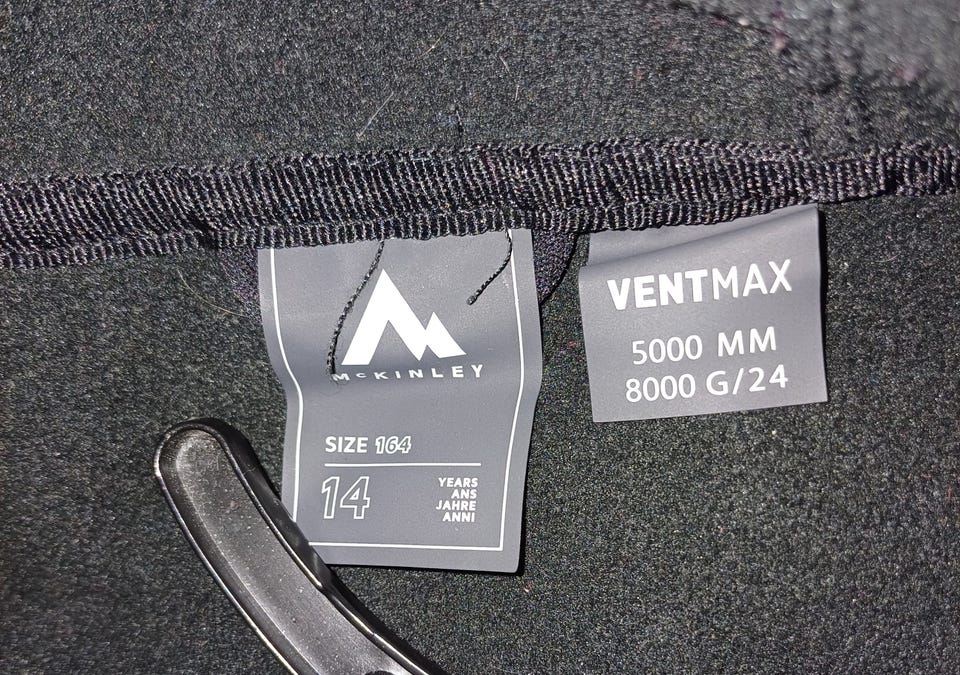 McKINLEY
SIZE 164
14
YEARS
ANS
JAHRE
ANNI
VENTMAX
5000 MM
8000 G/24